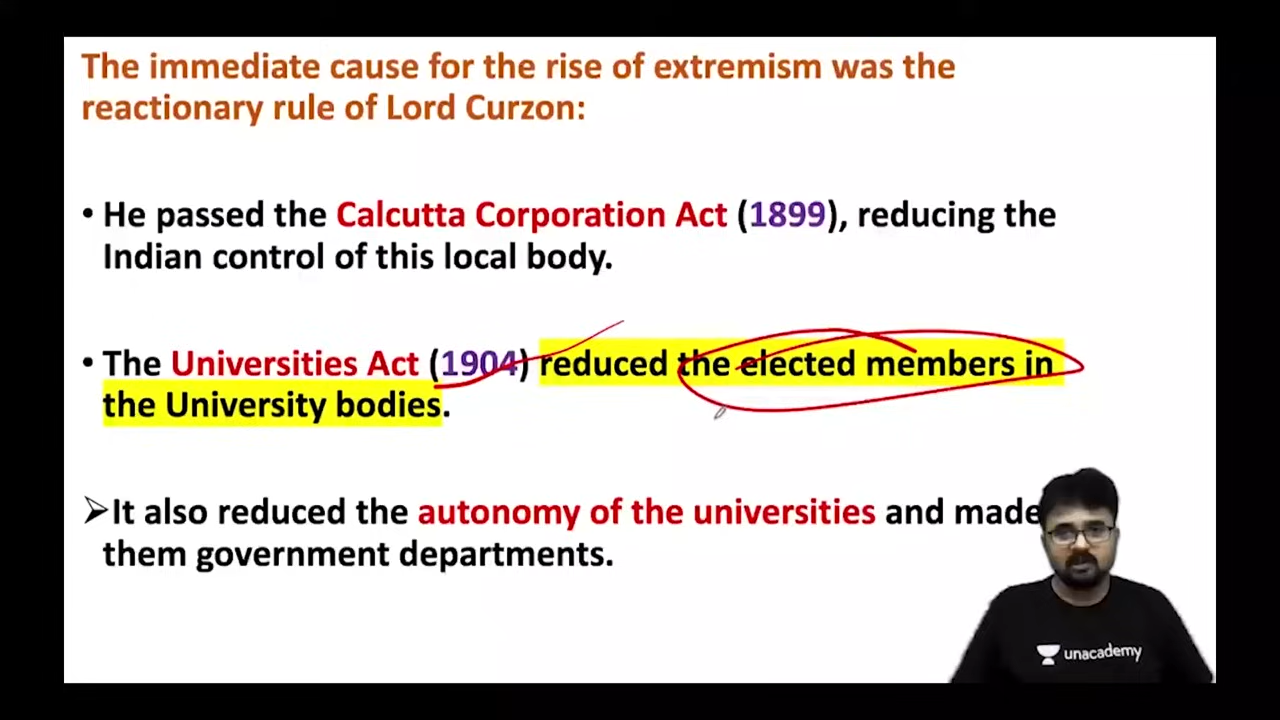 The immediate cause for the rise of extremism was the
reactionary rule of Lord Curzon:
• He passed the Calcutta Corporation Act (1899), reducing the
Indian control of this local body.
• The Universities Act (1904) reduced the elected members in
the University bodies.
➢It also reduced the autonomy of the universities and made
them government departments.
unacademy